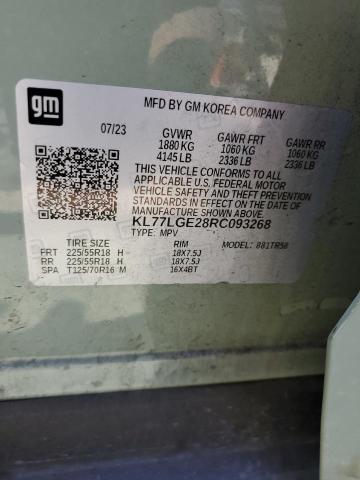 gm
MFD BY GM KOREA COMPANY
07/23 GVWR GAWR FRT GAWR RR
1880 KG 1060 KG 1060 KG
4145 LB 2336 LB 2336 LB
THIS VEHICLE CONFORMS TO ALL
APPLICABLE U.S. FEDERAL MOTOR
VEHICLE SAFETY AND THEFT PREVENTION
STANDARDS IN EFFECT ON THE DATE OF
MANUFACTURE SHOWN ABOVE.
KL77LGE28RC093268
TYPE: MPV MODEL: 881TR58
TIRE SIZE RIM
FRT 225/55R18 H 18X7.5J
RR 225/55R18 H 18X7.5J
SPA T125/70R16 M 16X4BT